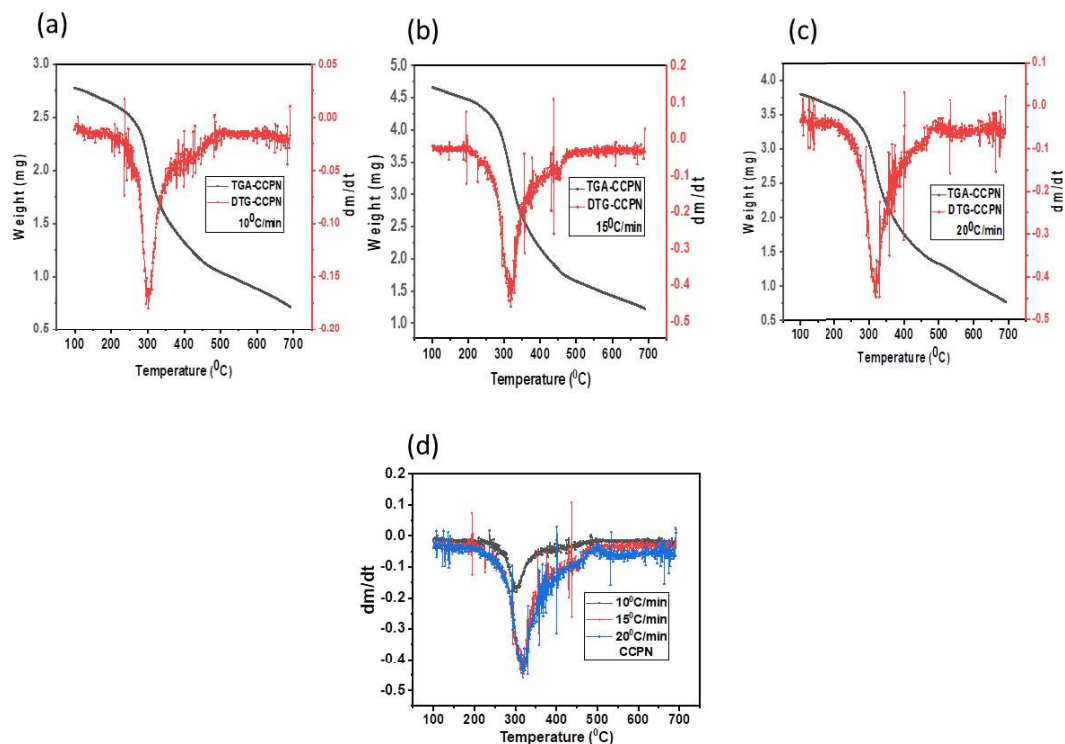 (a)
(b)
(c)
3.0
2.5
2.0
1.5
1.0
0.5
Weight (mg)
0.05
0.00
-0.05
-0.10
-0.15
-0.20
dm/dt
TGA-CCPN
DTG-CCPN
10⁰C/min
100 200 300 400 500 600 700
Temperature (⁰C)
5.0
4.5
4.0
3.5
3.0
2.5
2.0
1.5
1.0
Weight (mg)
0.2
0.1
0.0
-0.1
-0.2
-0.3
-0.4
-0.5
dm/dt
TGA-CCPN
DTG-CCPN
15⁰C/min
100 200 300 400 500 600 700
Temperature (⁰C)
4.0
3.5
3.0
2.5
2.0
1.5
1.0
0.5
Weight (mg)
0.1
0.0
-0.1
-0.2
-0.3
-0.4
-0.5
dm/dt
TGA-CCPN
DTG-CCPN
20⁰C/min
100 200 300 400 500 600 700
Temperature (⁰C)
(d)
0.2
0.1
0.0
-0.1
-0.2
-0.3
-0.4
-0.5
dm/dt
10⁰C/min
15⁰C/min
20⁰C/min
CCPN
100 200 300 400 500 600 700
Temperature (⁰C)